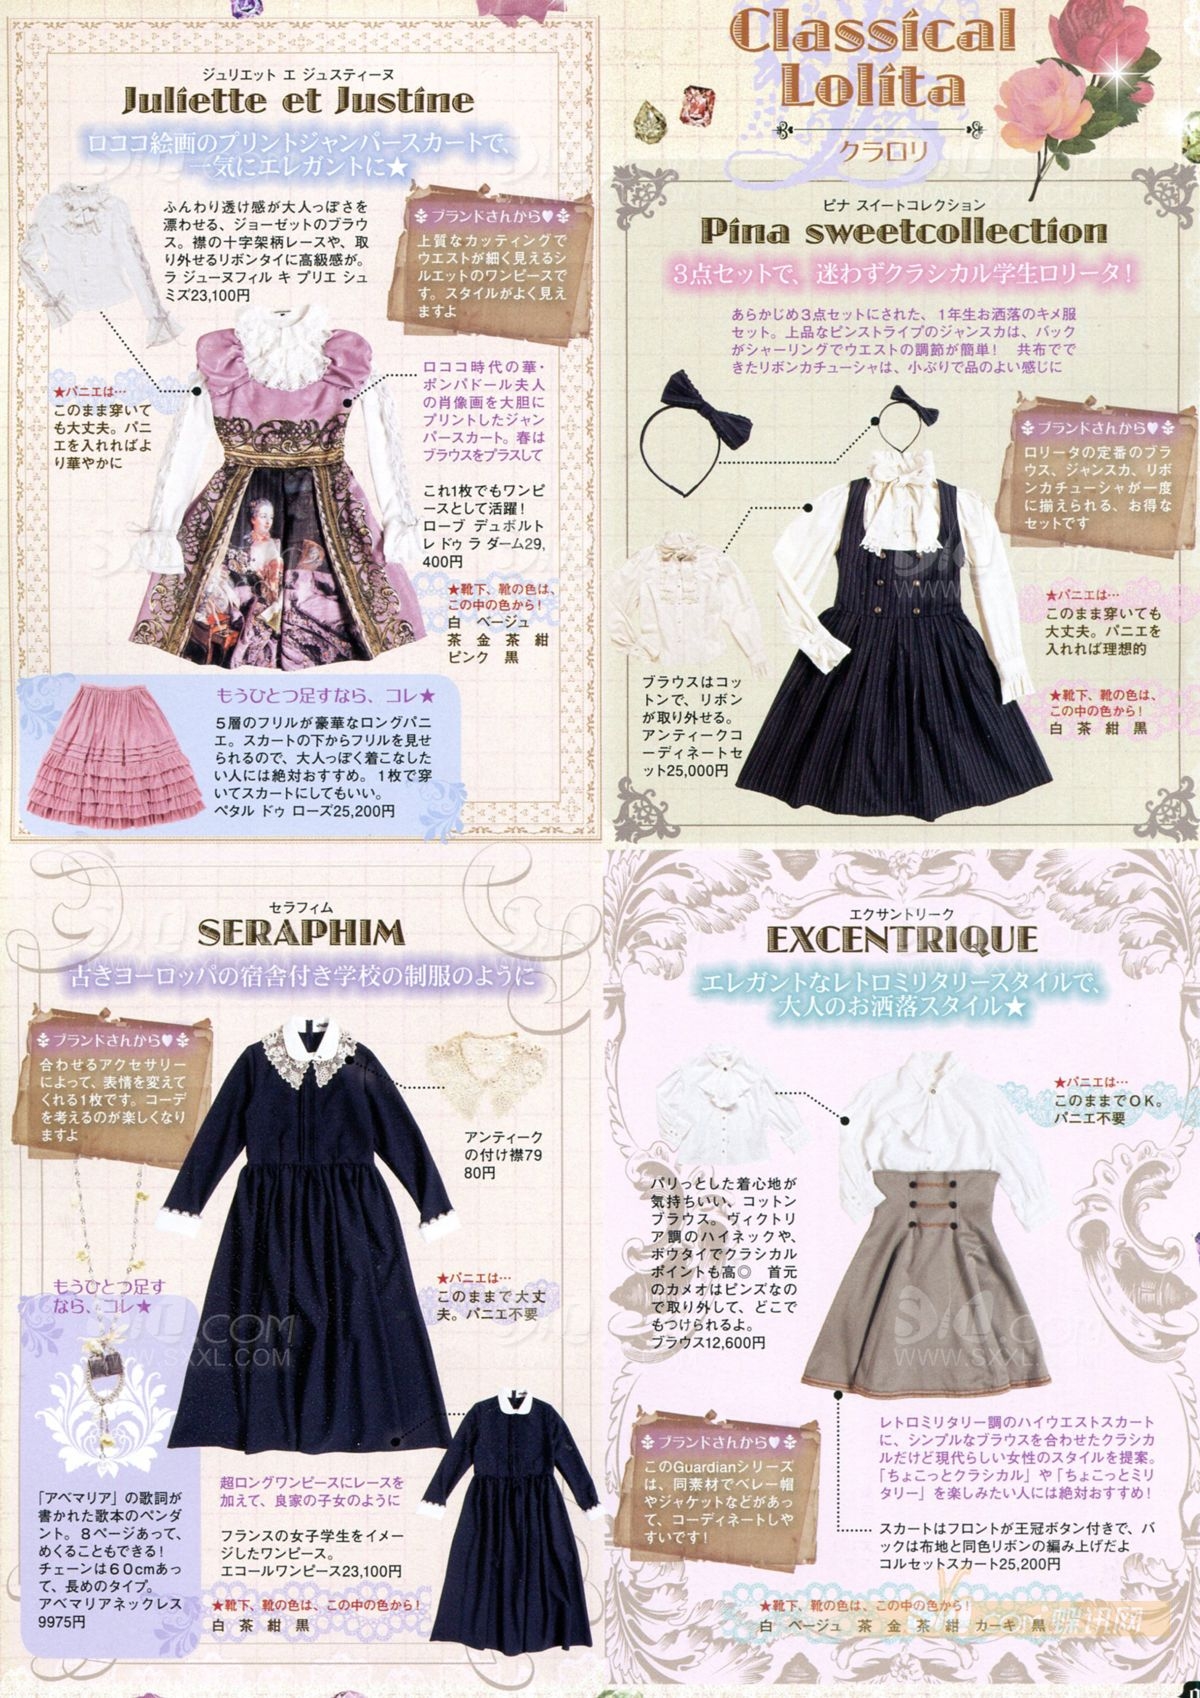 ジュリエット エ ジュスティーヌ
Juliette et Justine
ロココ絵画のプリントジャンパースカートで、
一気にエレガントに★
ふんわり透け感が大人っぽさを
漂わせる、ジョーゼットのブラウ
ス。襟の十字架柄レースや、取
り外せるリボンタイに高級感が。
ラ ジューヌフィル キ プリエ シュ
ミズ23,100円
ブランドさんから♥
上質なカッティングで
ウエストが細く見えるシ
ルエットのワンピースで
す。スタイルがよく見え
ますよ
★パニエは…
このまま穿いて
も大丈夫。パニ
エを入れればよ
り華やかに
ロココ時代の華・
ポンパドール夫人
の肖像画を大胆に
プリントしたジャン
パースカート。春は
ブラウスをプラスして
これ1枚でもワンピ
ースとして活躍!
ローブ デュボルト
レ ドゥ ラ ダーム29,
400円
★靴下、靴の色は、
この中の色から!
白 ベージュ
茶 金茶 紺
ピンク 黒
もうひとつ足すなら、コレ★
5層のフリルが豪華なロングパニ
エ。スカートの下からフリルを見せ
られるので、大人っぽく着こなした
い人には絶対おすすめ。1枚で穿
いてスカートにしてもいい。
ペタル ドゥ ローズ25,200円
Classical
Lolita
クラロリ
ピナ スイートコレクション
Pina sweetcollection
3点セットで、迷わずクラシカル学生ロリータ!
あらかじめ3点セットにされた、1年生お洒落のキメ服
セット。上品なピンストライプのジャンスカは、バック
がシャーリングでウエストの調節が簡単! 共布でで
きたリボンカチューシャは、小ぶりで品のよい感じに
ブランドさんから♥
ロリータの定番のブラ
ウス、ジャンスカ、リボ
ンカチューシャが一度
に揃えられる、お得な
セットです
★パニエは…
このまま穿いても
大丈夫。パニエを
入れれば理想的
ブラウスはコッ
トンで、リボン
が取り外せる。
アンティークコ
ーディネートセ
ット25,000円
★靴下、靴の色は、
この中の色から!
白 茶 紺 黒
セラフィム
SERAPHIM
古きヨーロッパの宿舎付き学校の制服のように
ブランドさんから♥
合わせるアクセサリー
によって、表情を変えて
くれる1枚です。コーデ
を考えるのが楽しくなり
ますよ
アンティーク
の付け襟79
80円
もうひとつ足す
なら、コレ★
★パニエは…
このままで大丈
夫。パニエ不要
「アベマリア」の歌詞が
書かれた歌本のペンダ
ント。8ページあって、
めくることもできる!
チェーンは60cmあっ
て、長めのタイプ。
アベマリアネックレス
9975円
超ロングワンピースにレースを
加えて、良家の子女のように
フランスの女子学生をイメー
ジしたワンピース。
エコールワンピース23,100円
★靴下、靴の色は、この中の色から!
白 茶 紺 黒
エクサントリーク
EXCENTRIQUE
エレガントなレトロミリタリースタイルで、
大人のお洒落スタイル★
★パニエは…
このままでOK。
パニエ不要
パリっとした着心地が
気持ちいい、コットン
ブラウス。ヴィクトリ
ア調のハイネックや、
ボウタイでクラシカル
ポイントも高◎ 首元
のカメオはピンズなの
で取り外して、どこで
もつけられるよ。
ブラウス12,600円
ブランドさんから♥
このGuardianシリーズ
は、同素材でベレー帽
やジャケットなどがあっ
て、コーディネートしや
すいです!
レトロミリタリー調のハイウエストスカート
に、シンプルなブラウスを合わせたクラシカ
ルだけど現代らしい女性のスタイルを提案。
「ちょこっとクラシカル」や「ちょこっとミリ
タリー」を楽しみたい人には絶対おすすめ!
スカートはフロントが王冠ボタン付きで、バ
ックは布地と同色リボンの編み上げだよ
コルセットスカート25,200円
★靴下、靴の色は、この中の色から!
白 ベージュ 茶 金茶 紺 カーキ 黒
S.COM
WWW.SXXL.COM